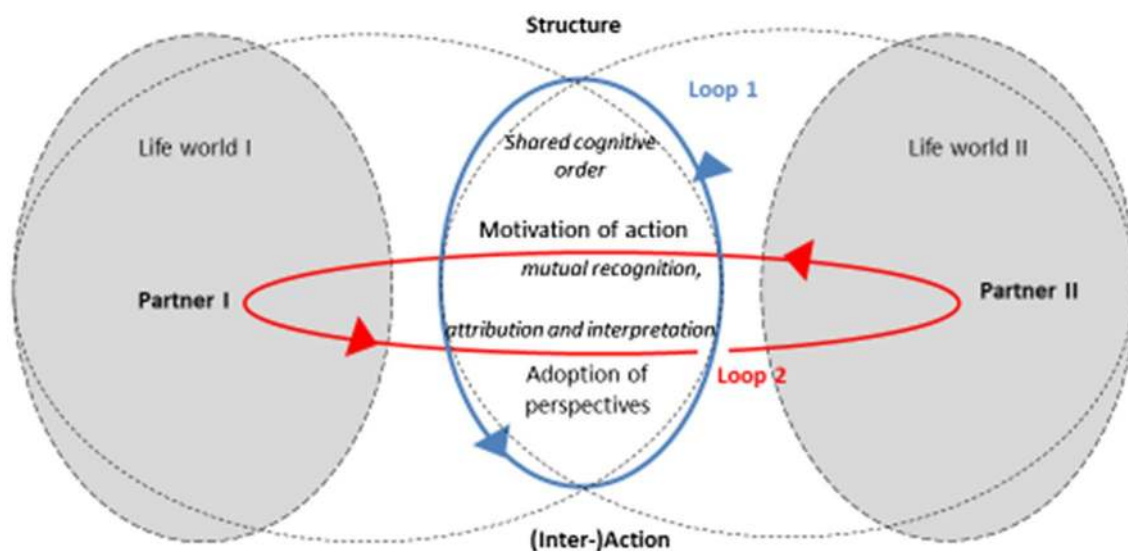 Structure
Loop 1
Life world I
Shared cognitive
order
Life world II
Motivation of action
mutual recognition,
Partner I
Partner II
attribution and interpretation
Adoption of
perspectives
Loop 2
(Inter-)Action